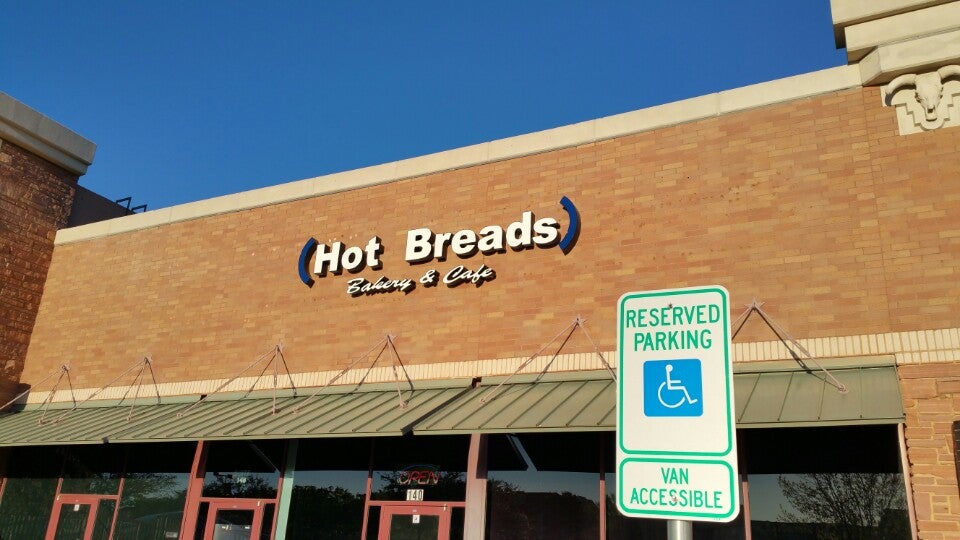 Hot Breads
Bakery & Cafe
RESERVED
PARKING
VAN
ACCESSIBLE
OPEN
140